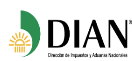 DIAN
Dirección de Impuestos y Aduanas Nacionales